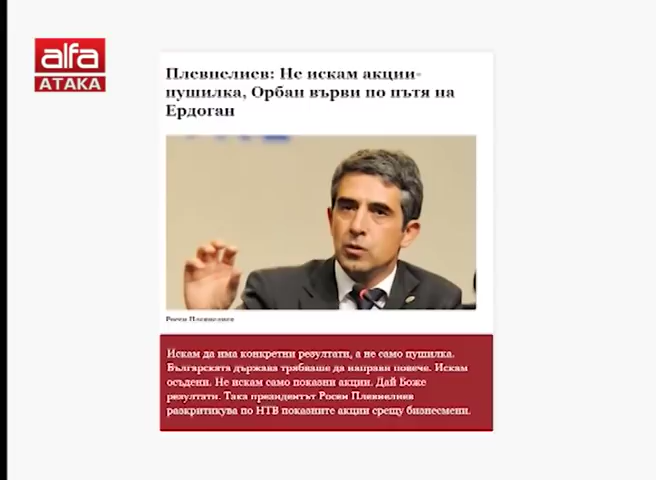 alfa
АТАКА
Плевнелиев: Не искам акции-
пушилка, Орбан върви по пътя на
Ердоган
Росен Плевнелиев
Искам да има конкретни резултати, а не само пушилка.
Българската държава трябваше да направи повече. Искам
осъдени. Не искам само показни акции. Дай Боже
резултати. Така президентът Росен Плевнелиев
разкритикува по НТВ показните акции срещу бизнесмени.